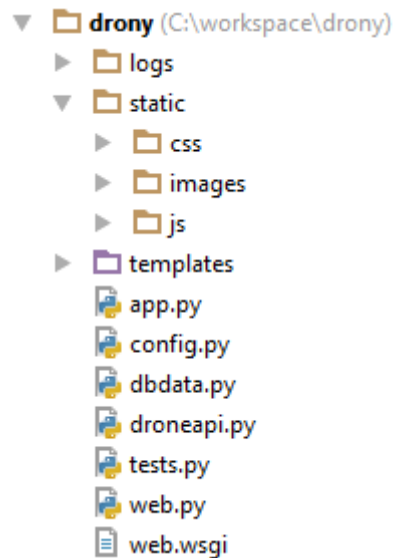 drony (C:\workspace\drony)
logs
static
css
images
js
templates
app.py
config.py
dbdata.py
droneapi.py
tests.py
web.py
web.wsgi